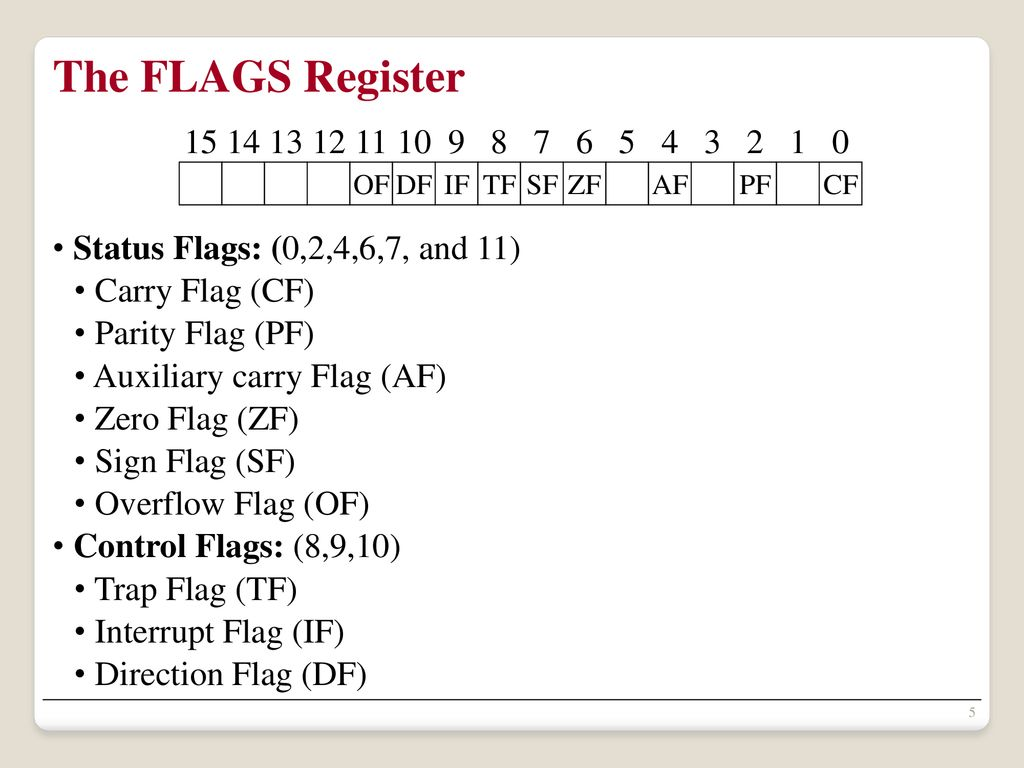 The FLAGS Register
15 14 13 12 11 10 9 8 7 6 5 4 3 2 1 0
OF DF IF TF SF ZF AF PF CF
• Status Flags: (0,2,4,6,7, and 11)
• Carry Flag (CF)
• Parity Flag (PF)
• Auxiliary carry Flag (AF)
• Zero Flag (ZF)
• Sign Flag (SF)
• Overflow Flag (OF)
• Control Flags: (8,9,10)
• Trap Flag (TF)
• Interrupt Flag (IF)
• Direction Flag (DF)
5